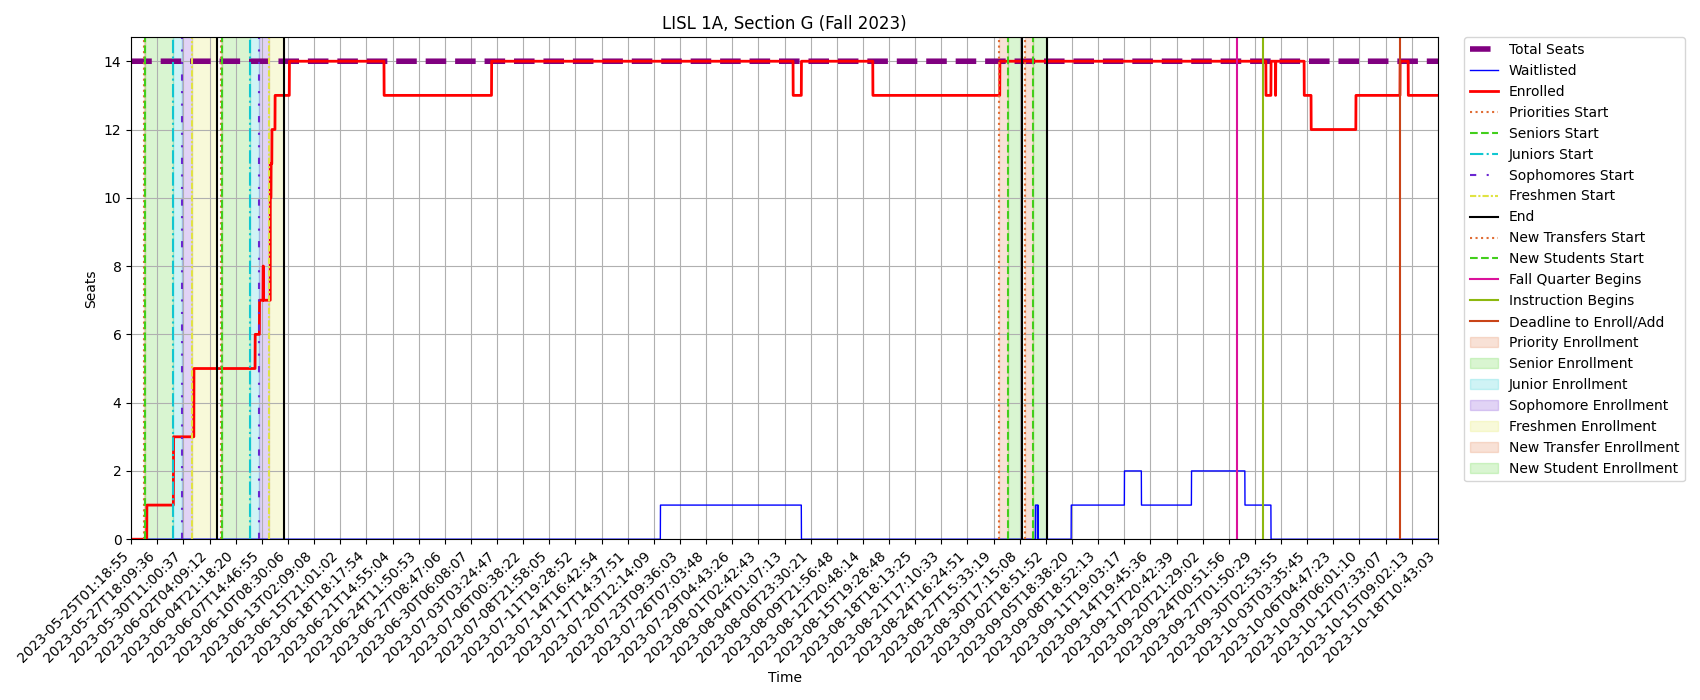 LISL 1A, Section G (Fall 2023)
Seats
14
12
10
8
6
4
2
0
2023-05-25T01:18:55
2023-05-27T18:09:36
2023-05-30T11:00:37
2023-06-02T04:09:12
2023-06-04T21:18:20
2023-06-07T14:46:55
2023-06-10T08:30:06
2023-06-13T02:09:08
2023-06-15T21:01:02
2023-06-18T18:17:54
2023-06-21T14:55:04
2023-06-24T11:50:53
2023-06-27T08:47:06
2023-06-30T06:08:07
2023-07-03T03:24:47
2023-07-06T00:38:22
2023-07-08T21:58:05
2023-07-11T19:28:52
2023-07-14T16:42:54
2023-07-17T14:37:51
2023-07-20T12:14:09
2023-07-23T09:36:03
2023-07-26T07:03:48
2023-07-29T04:43:26
2023-08-01T02:42:43
2023-08-04T01:07:13
2023-08-06T23:30:21
2023-08-09T21:56:48
2023-08-12T20:48:14
2023-08-15T19:28:48
2023-08-18T18:13:25
2023-08-21T17:10:33
2023-08-24T16:24:51
2023-08-27T15:33:19
2023-08-30T17:15:08
2023-09-02T18:51:52
2023-09-05T18:38:20
2023-09-08T18:52:13
2023-09-11T19:03:17
2023-09-14T19:45:36
2023-09-17T20:42:39
2023-09-20T21:29:02
2023-09-24T00:51:56
2023-09-27T01:50:29
2023-09-30T02:53:55
2023-10-03T03:35:45
2023-10-06T04:47:23
2023-10-09T06:01:10
2023-10-12T07:33:07
2023-10-15T09:02:13
2023-10-18T10:43:03
Time
Total Seats
Waitlisted
Enrolled
Priorities Start
Seniors Start
Juniors Start
Sophomores Start
Freshmen Start
End
New Transfers Start
New Students Start
Fall Quarter Begins
Instruction Begins
Deadline to Enroll/Add
Priority Enrollment
Senior Enrollment
Junior Enrollment
Sophomore Enrollment
Freshmen Enrollment
New Transfer Enrollment
New Student Enrollment